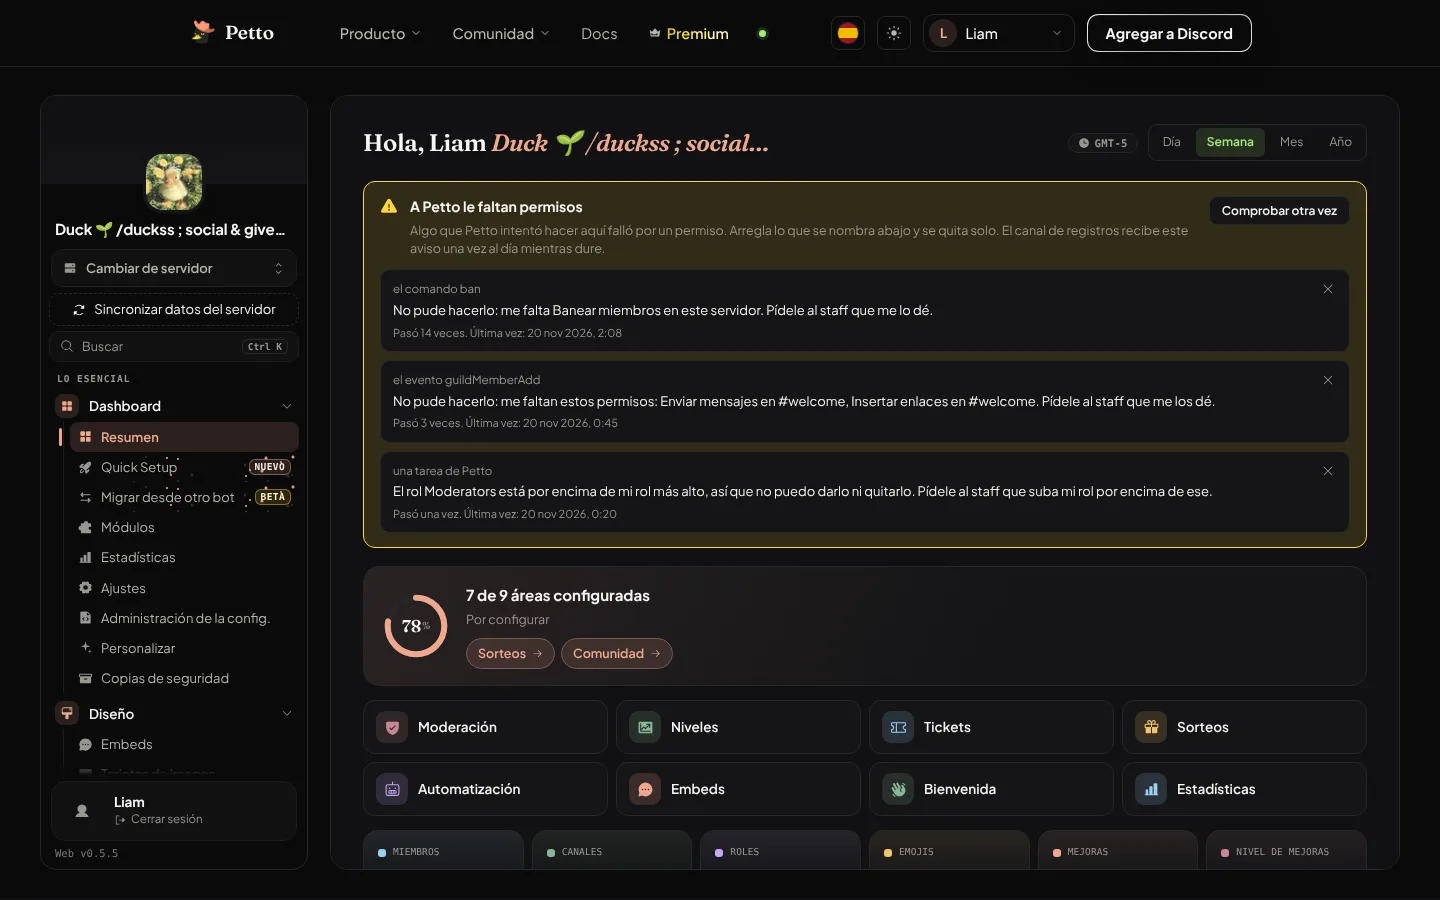 Petto
Producto
Comunidad
Docs
Premium
L
Liam
Agregar a Discord
Duck 🌱 /duckss ; social & give...
Cambiar de servidor
Sincronizar datos del servidor
Buscar
Ctrl K
LO ESENCIAL
Dashboard
Resumen
Quick Setup
NUEVO
Migrar desde otro bot
BETA
Módulos
Estadísticas
Ajustes
Administración de la config.
Personalizar
Copias de seguridad
Diseño
Embeds
Liam
Cerrar sesión
Web v0.5.5
Hola, Liam Duck 🌱 /duckss ; social...
GMT-5
Día
Semana
Mes
Año
A Petto le faltan permisos
Algo que Petto intentó hacer aquí falló por un permiso. Arregla lo que se nombra abajo y se quita solo. El canal de registros recibe este
aviso una vez al día mientras dure.
Comprobar otra vez
el comando ban
No pude hacerlo: me falta Banear miembros en este servidor. Pídele al staff que me lo dé.
Pasó 14 veces. Última vez: 20 nov 2026, 2:08
el evento guildMemberAdd
No pude hacerlo: me faltan estos permisos: Enviar mensajes en #welcome, Insertar enlaces en #welcome. Pídele al staff que me los dé.
Pasó 3 veces. Última vez: 20 nov 2026, 0:45
una tarea de Petto
El rol Moderators está por encima de mi rol más alto, así que no puedo darlo ni quitarlo. Pídele al staff que suba mi rol por encima de ese.
Pasó una vez. Última vez: 20 nov 2026, 0:20
78%
7 de 9 áreas configuradas
Por configurar
Sorteos →
Comunidad →
Moderación
Niveles
Tickets
Sorteos
Automatización
Embeds
Bienvenida
Estadísticas
MIEMBROS
CANALES
ROLES
EMOJIS
MEJORAS
NIVEL DE MEJORAS